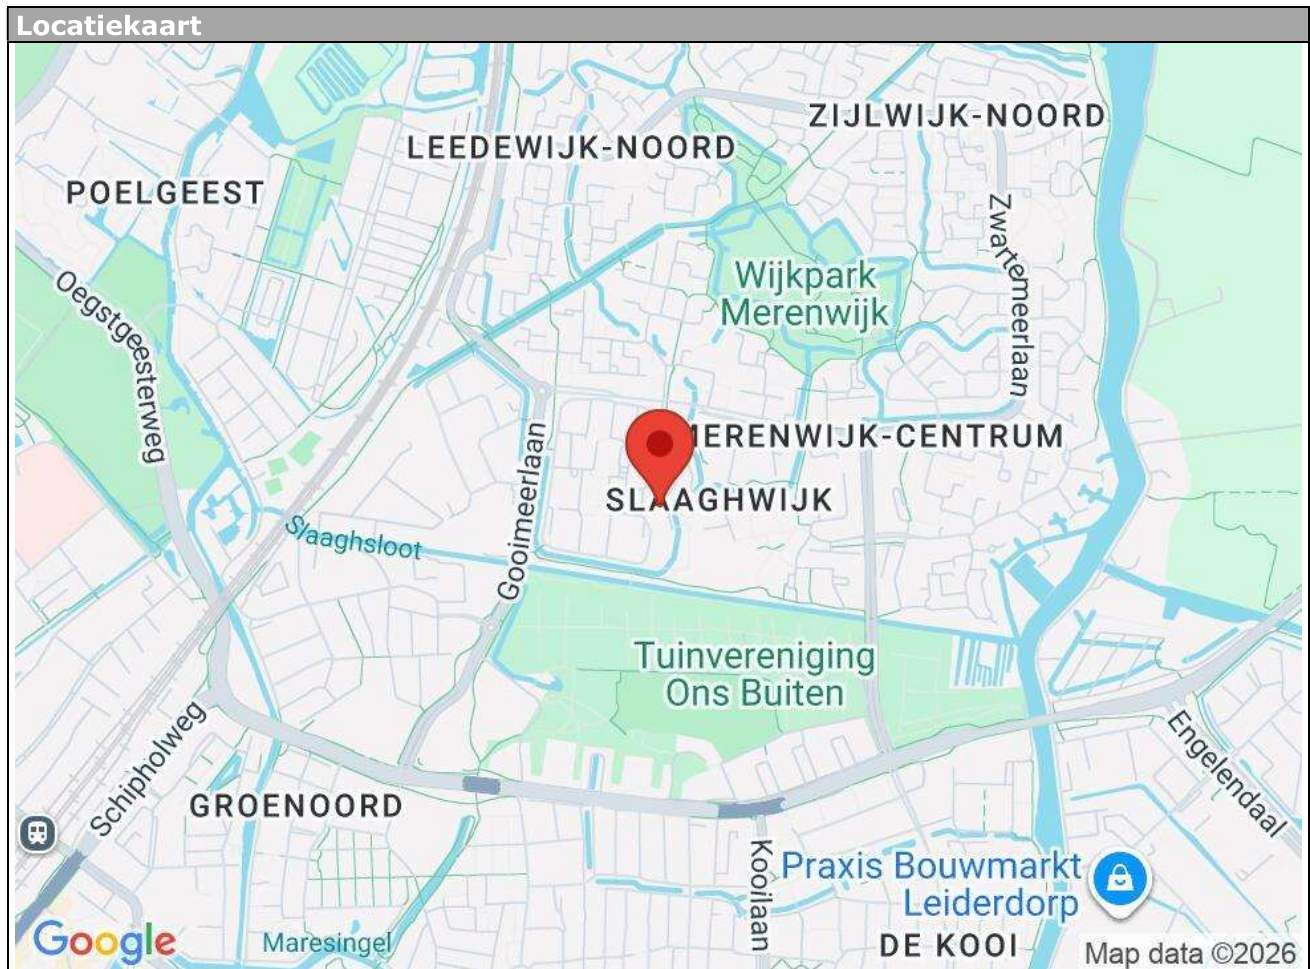 Locatiekaart
ZIJLWIJK-NOORD
LEEDEWIJK-NOORD
POELGEEST
Zwartemeerlaan
Oegstgeesterweg
Wijkpark
Merenwijk
Gooimeerlaan
MERENWIJK-CENTRUM
SLAAGHWIJK
Slaaghsloot
Tuinvereniging
Ons Buiten
Schipholweg
Engelendaal
GROENOORD
Kooilaan
Praxis Bouwmarkt
Leiderdorp
Google
Maresingel
DE KOOI
Map data ©2026